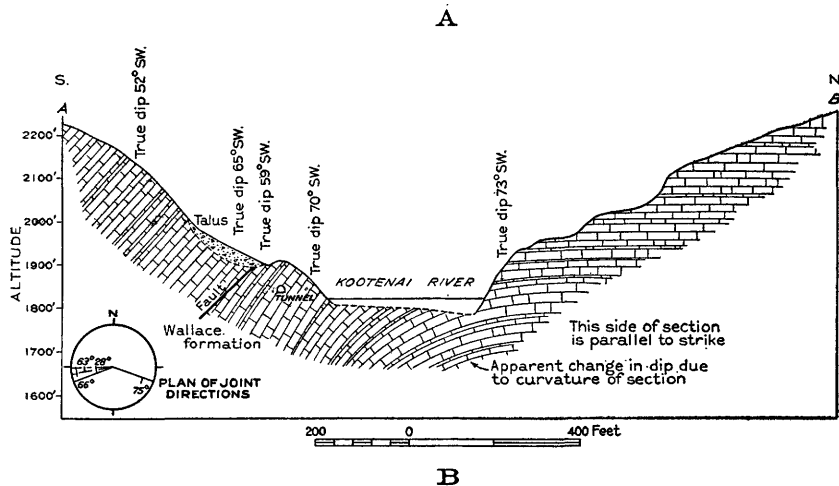 A
S.
A
N
B
True dip 52° SW.
True dip 65° SW.
True dip 59° SW.
True dip 70° SW.
True dip 73° SW.
2200'
2100'
2000'
1900'
1800'
1700'
1600'
ALTITUDE
Talus
Fault
TUNNEL
KOOTENAI RIVER
Wallace
formation
This side of section
is parallel to strike
Apparent change in dip due
to curvature of section
N
63° 28°
66°
75°
PLAN OF JOINT
DIRECTIONS
200 0 400 Feet
B